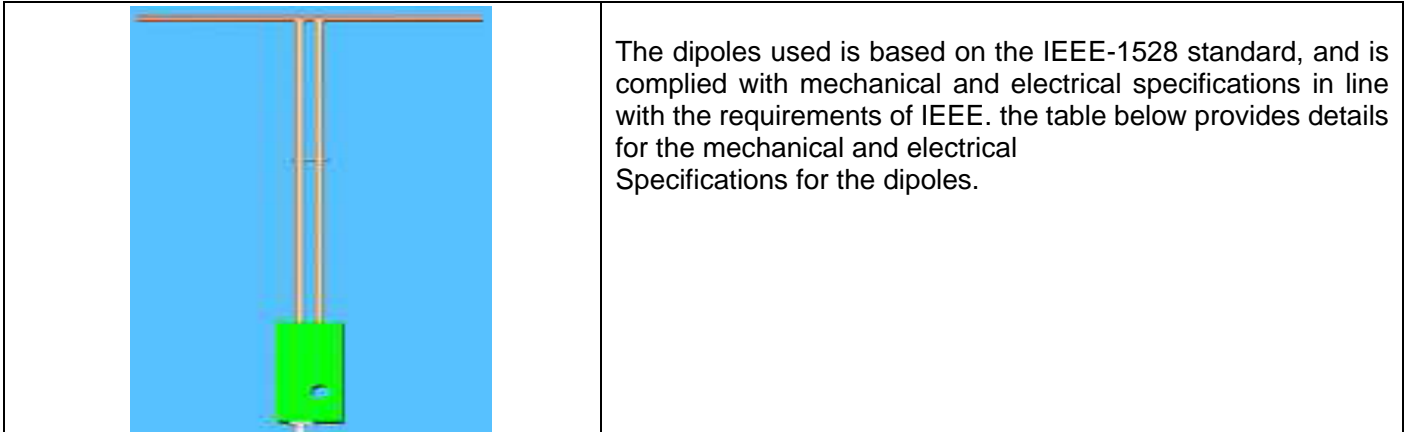 The dipoles used is based on the IEEE-1528 standard, and is
complied with mechanical and electrical specifications in line
with the requirements of IEEE. the table below provides details
for the mechanical and electrical
Specifications for the dipoles.